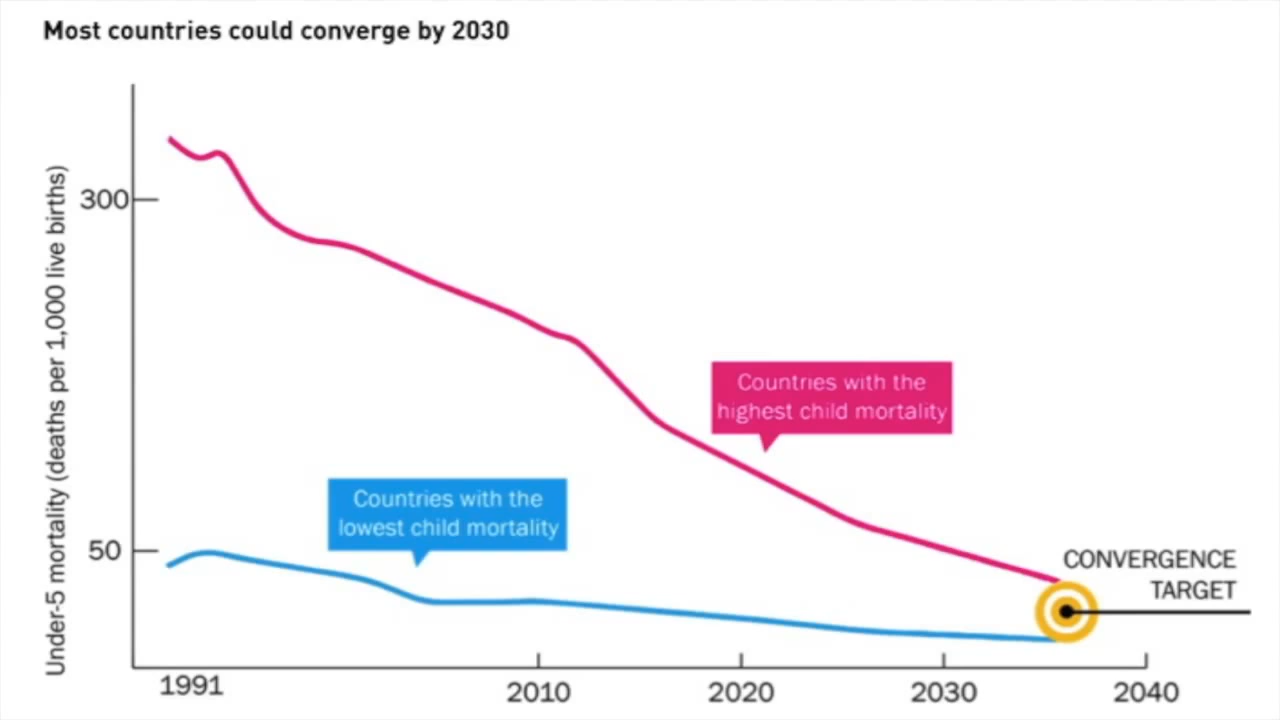 Most countries could converge by 2030
Under-5 mortality (deaths per 1,000 live births)
300
50
Countries with the
highest child mortality
Countries with the
lowest child mortality
CONVERGENCE
TARGET
1991
2010
2020
2030
2040